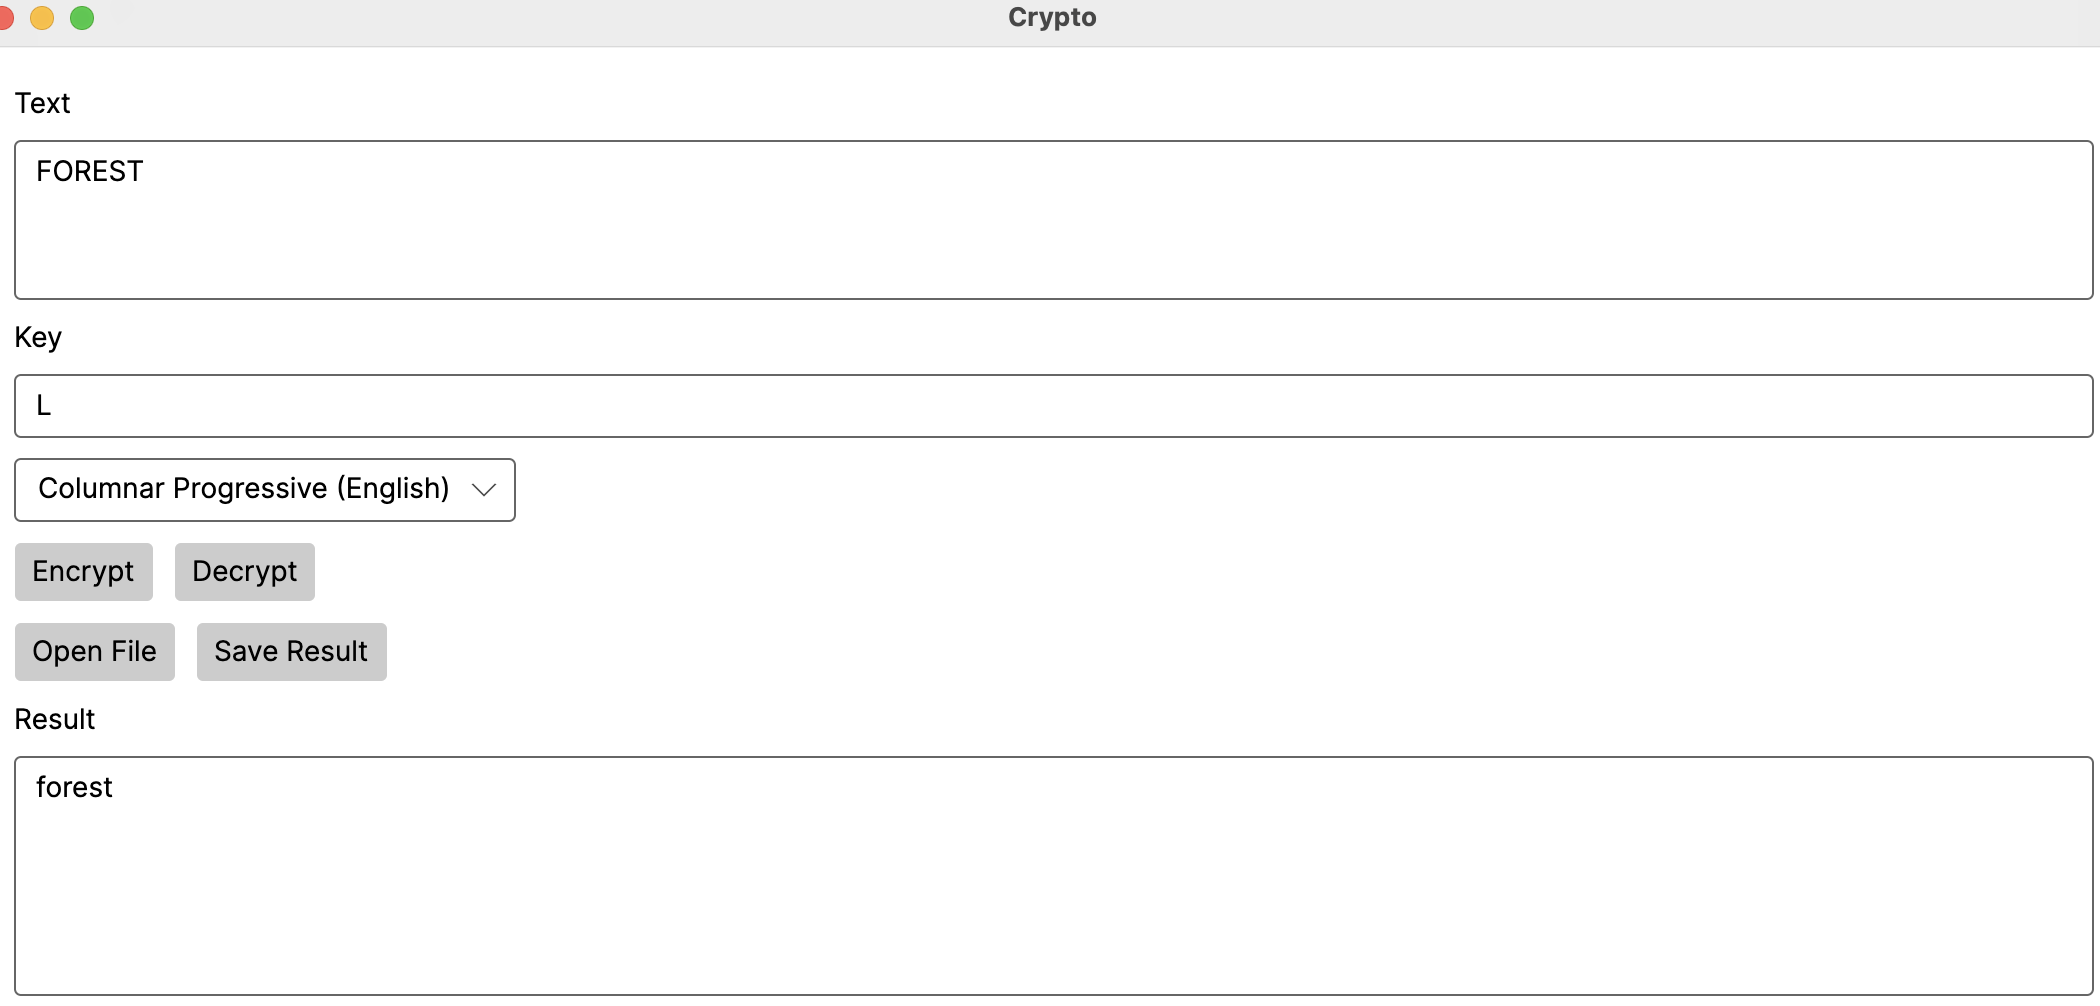 Crypto
Text
FOREST
Key
L
Columnar Progressive (English)
Encrypt Decrypt
Open File Save Result
Result
forest